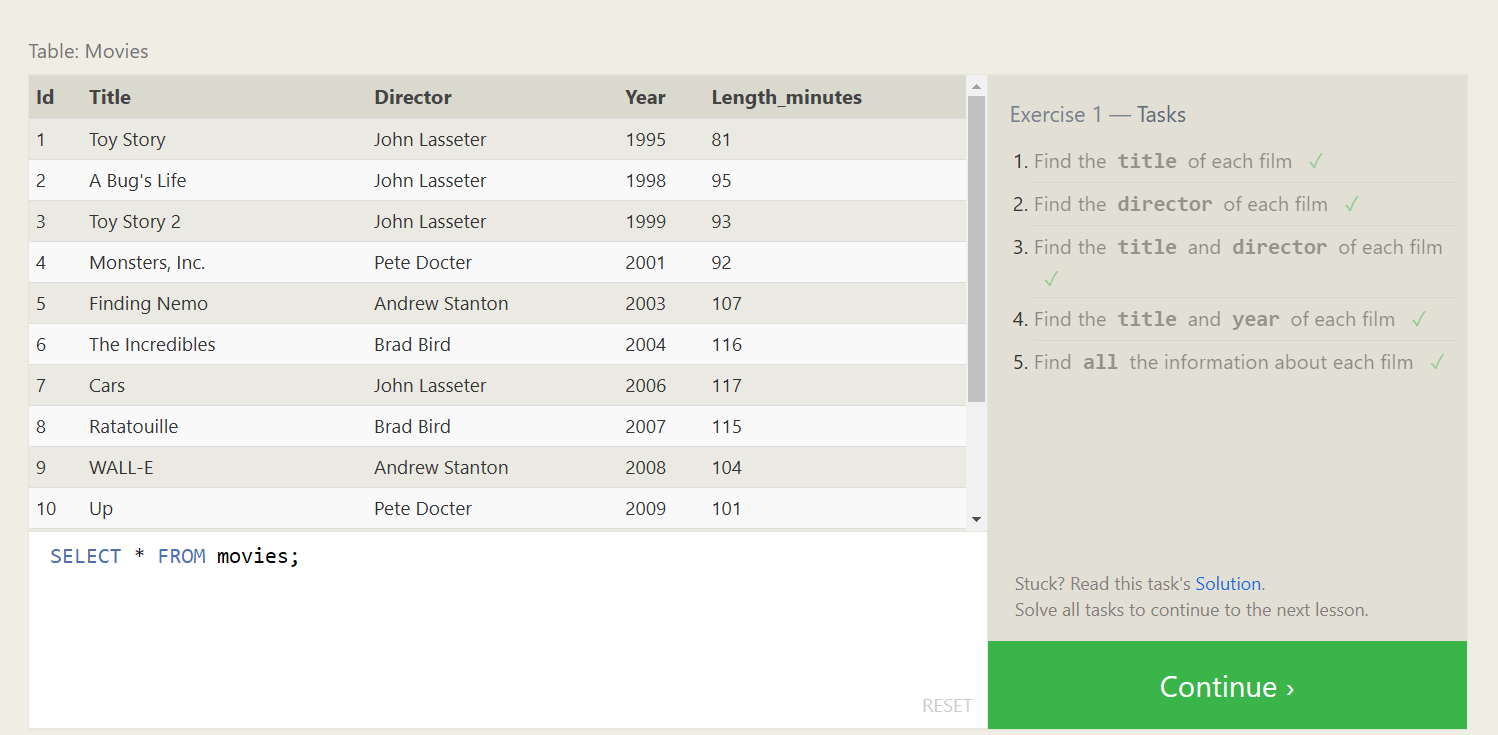 Table: Movies
Id Title Director Year Length_minutes
1 Toy Story John Lasseter 1995 81
2 A Bug's Life John Lasseter 1998 95
3 Toy Story 2 John Lasseter 1999 93
4 Monsters, Inc. Pete Docter 2001 92
5 Finding Nemo Andrew Stanton 2003 107
6 The Incredibles Brad Bird 2004 116
7 Cars John Lasseter 2006 117
8 Ratatouille Brad Bird 2007 115
9 WALL-E Andrew Stanton 2008 104
10 Up Pete Docter 2009 101
SELECT * FROM movies;
RESET
Exercise 1 — Tasks
1. Find the title of each film ✓
2. Find the director of each film ✓
3. Find the title and director of each film
✓
4. Find the title and year of each film ✓
5. Find all the information about each film ✓
Stuck? Read this task's Solution.
Solve all tasks to continue to the next lesson.
Continue ›